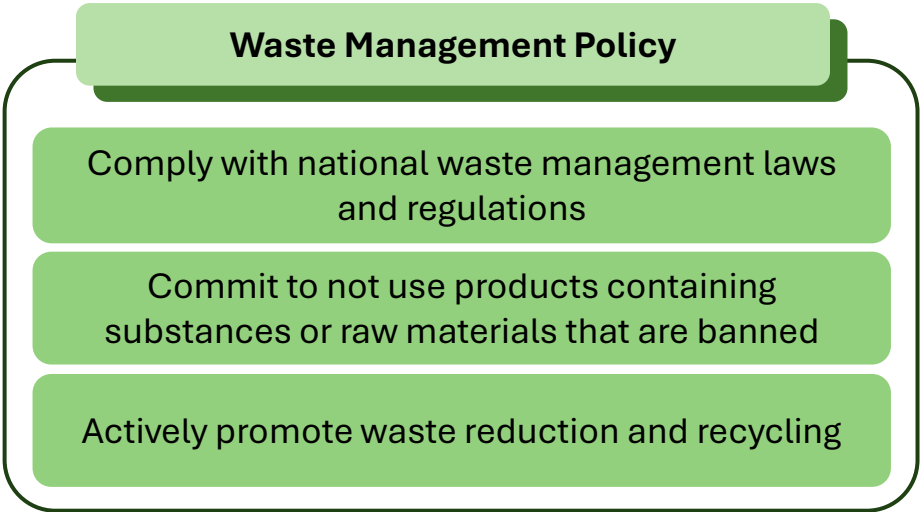 Waste Management Policy
Comply with national waste management laws
and regulations
Commit to not use products containing
substances or raw materials that are banned
Actively promote waste reduction and recycling